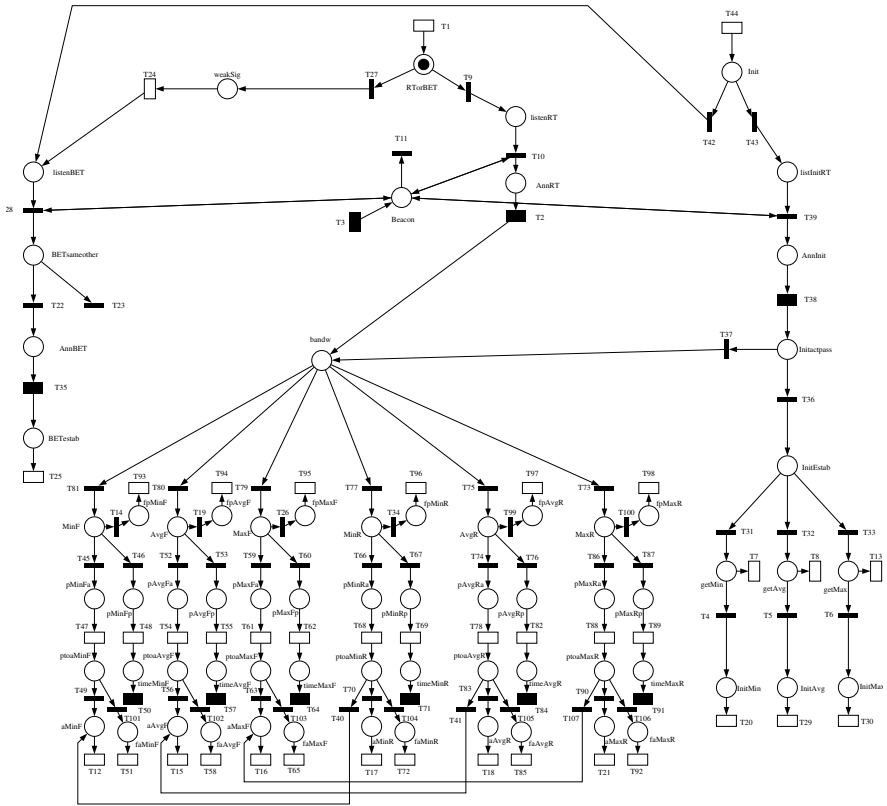 T44
T1
Init
T24
weakSig
T27
RTorBET
T9
listenRT
T42
T43
T11
T10
listenBET
listInitRT
AnnRT
28
T3
Beacon
T2
T39
BETsameother
AnnInit
T22
T23
T38
bandw
T37
AnnBET
Initactpass
T35
T36
BETestab
InitEstab
T25
T81
T93
T80
T94
T79
T95
T77
T96
T75
T97
T73
T98
fpMinF
fpAvgF
fpMaxF
fpMinR
fpAvgR
fpMaxR
T14
T19
T26
T34
T99
T100
MinF
AvgF
MaxF
MinR
AvgR
MaxR
T31
T32
T33
T45
T46
T52
T53
T59
T60
T66
T67
T74
T76
T86
T87
T7
T8
T13
pMinFa
pAvgFa
pMaxFa
pMinRa
pAvgRa
pMaxRa
getMin
getAvg
getMax
pMinFp
pAvgFp
pMaxFp
pMinRp
pAvgRp
pMaxRp
T4
T5
T6
T47
T48
T54
T55
T61
T62
T68
T69
T78
T82
T88
T89
ptoaMinF
ptoaAvgF
ptoaMaxF
ptoaMinR
ptoaAvgR
ptoaMaxR
timeMinF
timeAvgF
timeMaxF
timeMinR
timeAvgR
timeMaxR
InitMin
InitAvg
InitMax
T49
T50
T56
T57
T63
T64
T70
T40
T71
T83
T41
T84
T90
T107
T91
T101
T102
T103
T104
T105
T106
aMinF
aAvgF
aMaxF
aMinR
aAvgR
aMaxR
T20
T29
T30
faMinF
faAvgF
faMaxF
faMinR
faAvgR
faMaxR
T12
T51
T15
T58
T16
T65
T17
T72
T18
T85
T21
T92